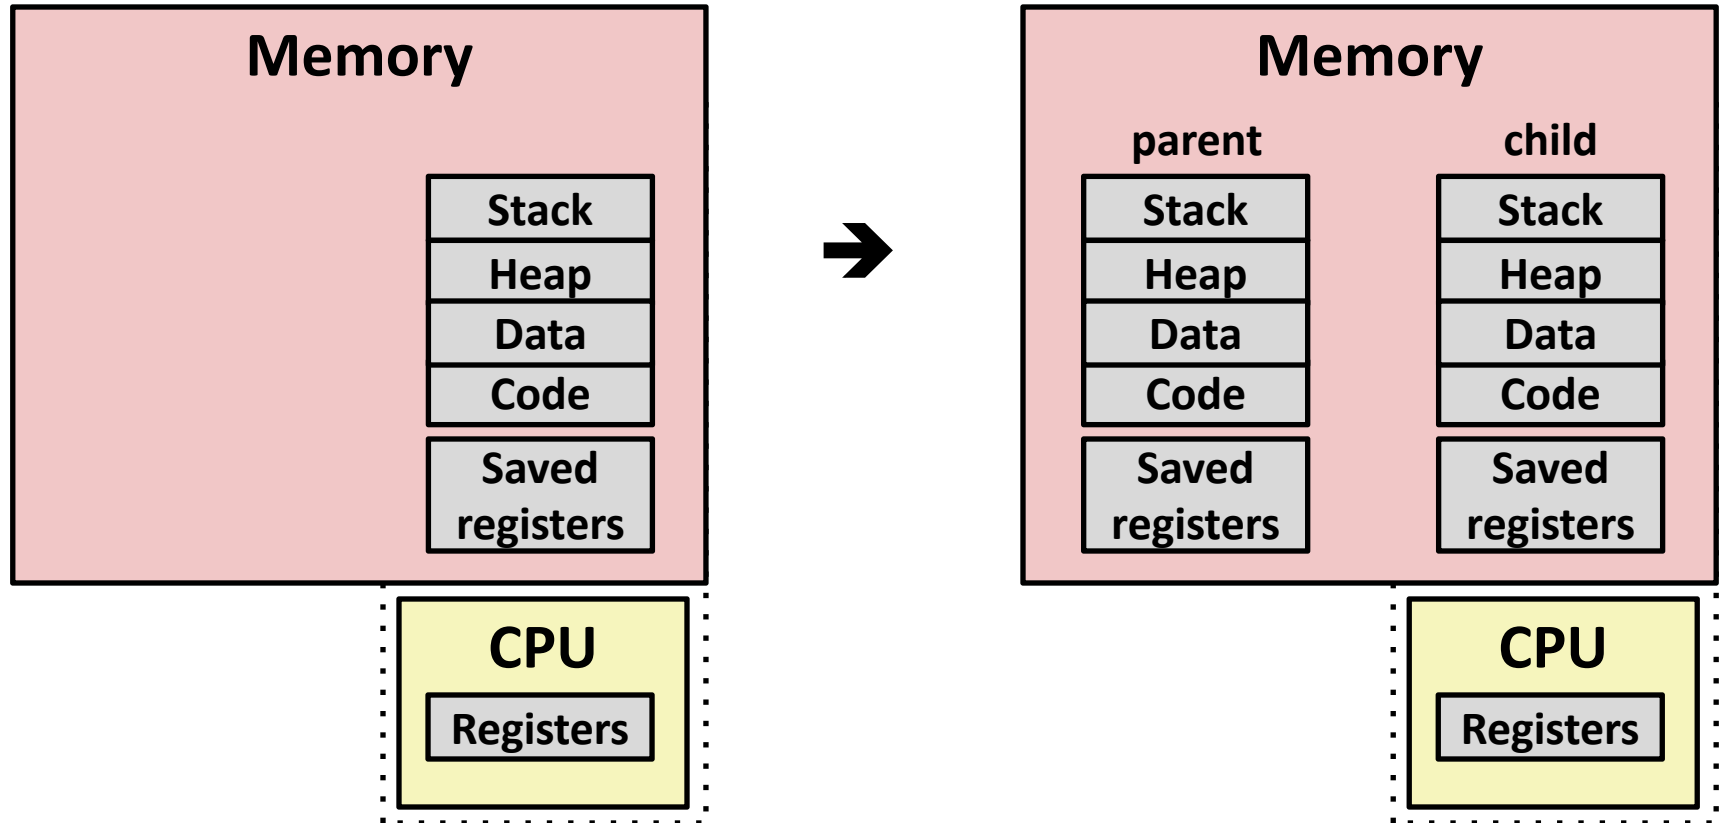 Memory
Stack
Heap
Data
Code
Saved
registers
CPU
Registers
Memory
parent
child
Stack
Heap
Data
Code
Saved
registers
Stack
Heap
Data
Code
Saved
registers
CPU
Registers